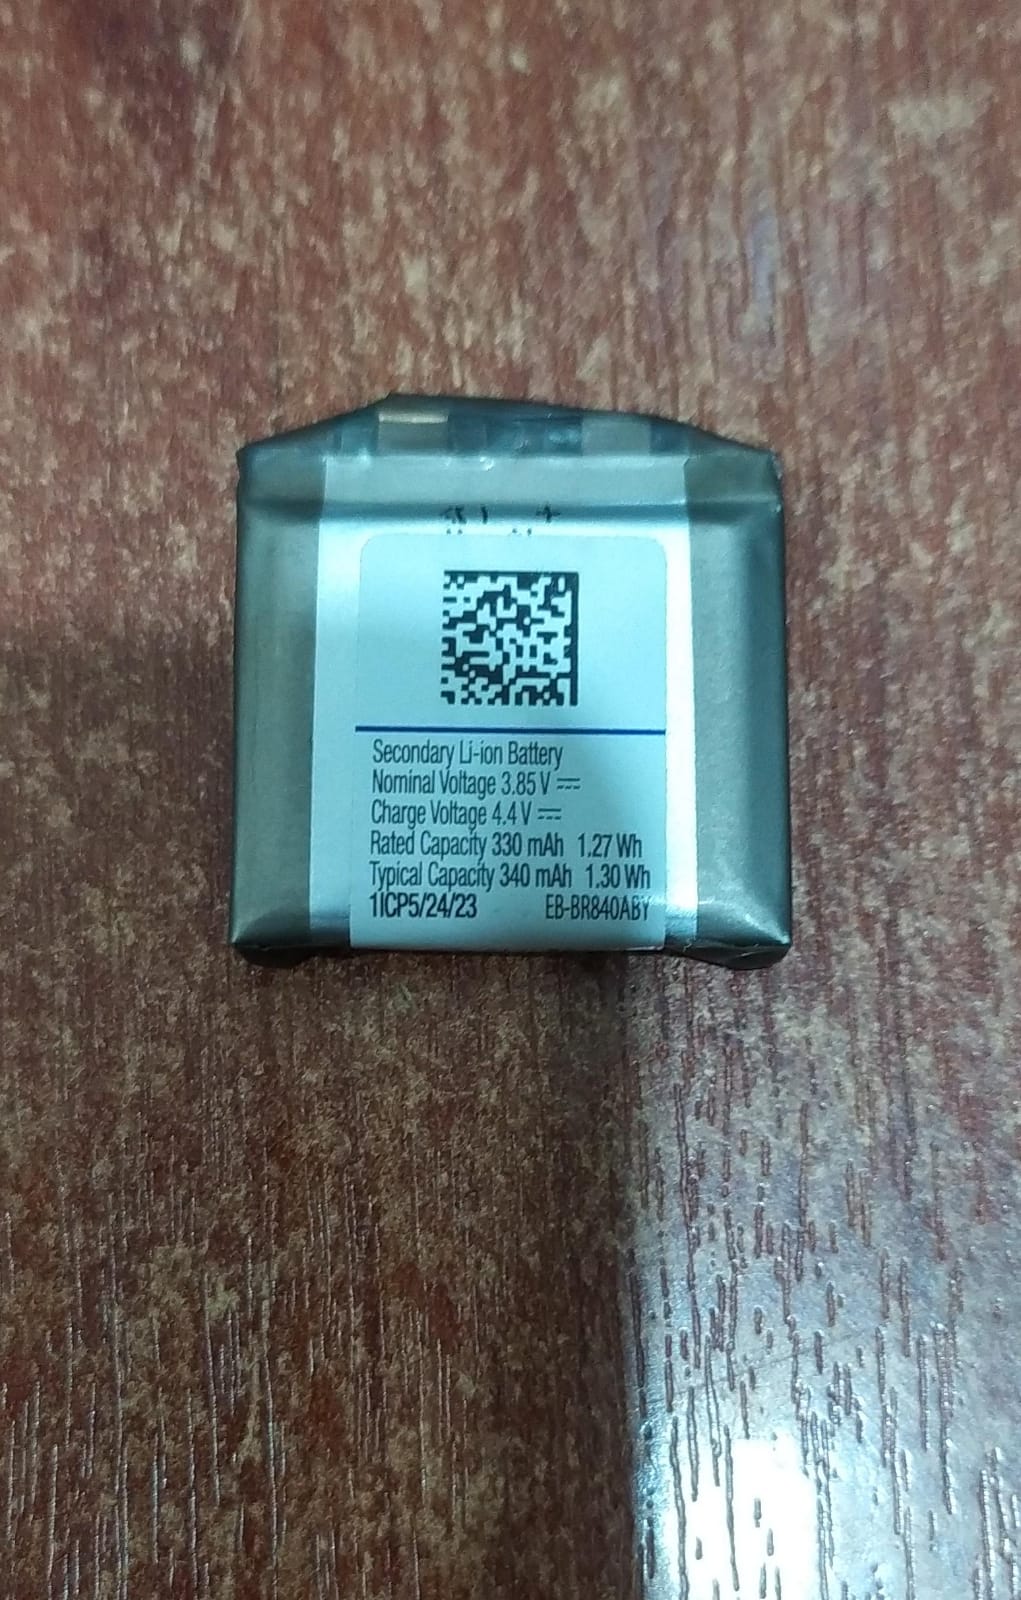 Secondary Li-ion Battery
Nominal Voltage 3.85 V ⎓
Charge Voltage 4.4 V ⎓
Rated Capacity 330 mAh 1.27 Wh
Typical Capacity 340 mAh 1.30 Wh
1ICP5/24/23 EB-BR840ABY